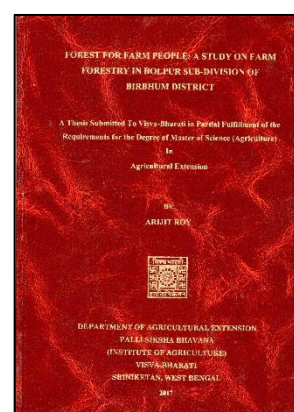 FOREST FOR FARM PEOPLE: A STUDY ON FARM
FORESTRY IN BOLPUR SUB-DIVISION OF
BIRBHUM DISTRICT
A Thesis Submitted To Visva-Bharati in Partial Fulfillment of the
Requirements for the Degree of Master of Science (Agriculture)
In
Agricultural Extension
BY
ARIJIT ROY
DEPARTMENT OF AGRICULTURAL EXTENSION
PALLI SIKSHA BHAVANA
(INSTITUTE OF AGRICULTURE)
VISVA-BHARATI
SRINIKETAN, WEST BENGAL
2017